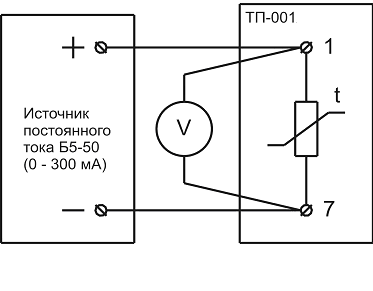 ТП-001
+
1
Источник
постоянного
тока Б5-50
(0 - 300 мА)
V
t
–
7